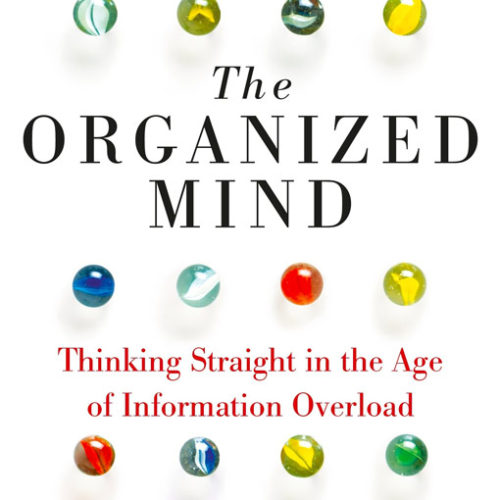 The
ORGANIZED
MIND
Thinking Straight in the Age
of Information Overload